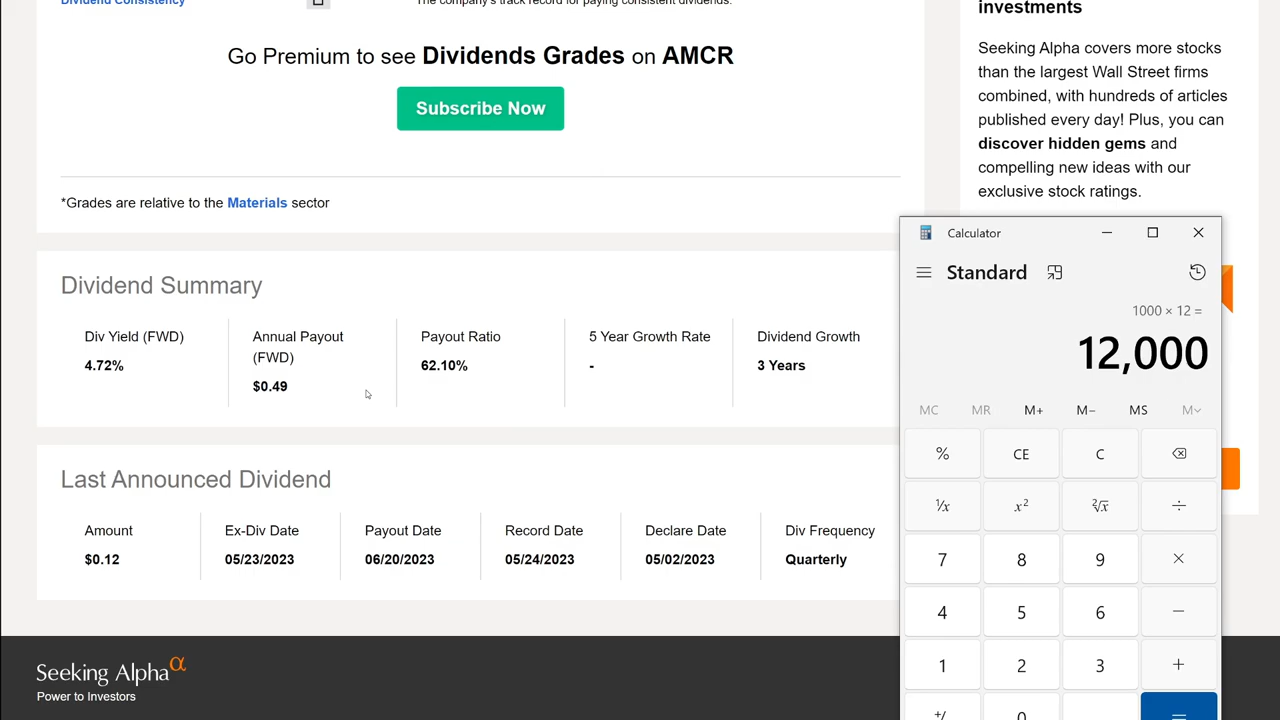 Dividend Consistency
The company's track record for paying consistent dividends.
Go Premium to see Dividends Grades on AMCR
Subscribe Now
*Grades are relative to the Materials sector
investments
Seeking Alpha covers more stocks
than the largest Wall Street firms
combined, with hundreds of articles
published every day! Plus, you can
discover hidden gems and
compelling new ideas with our
exclusive stock ratings.
Dividend Summary
Div Yield (FWD)
4.72%
Annual Payout
(FWD)
$0.49
Payout Ratio
62.10%
5 Year Growth Rate
-
Dividend Growth
3 Years
Last Announced Dividend
Amount
$0.12
Ex-Div Date
05/23/2023
Payout Date
06/20/2023
Record Date
05/24/2023
Declare Date
05/02/2023
Div Frequency
Quarterly
Seeking Alphaα
Power to Investors
Calculator
Standard
1000 × 12 =
12,000
MC MR M+ M− MS M˅
% CE C
¹/x x² ²√x ÷
7 8 9 ×
4 5 6 −
1 2 3 +
+/ 0 =